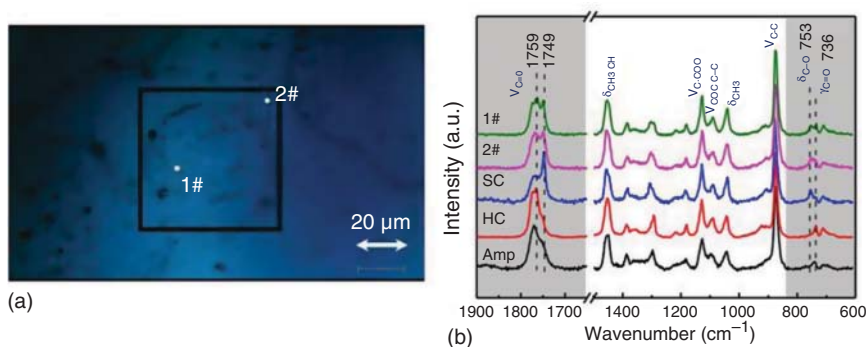 2#
1#
20 µm
(a)
Intensity (a.u.)
νC=O
1759
1749
δCH3 CH
νC-COO
νCOC C–C
δCH3
νC-C
δC–O 753
γC=O 736
1#
2#
SC
HC
Amp
1900 1800 1700 1400 1200 1000 800 600
Wavenumber (cm⁻¹)
(b)